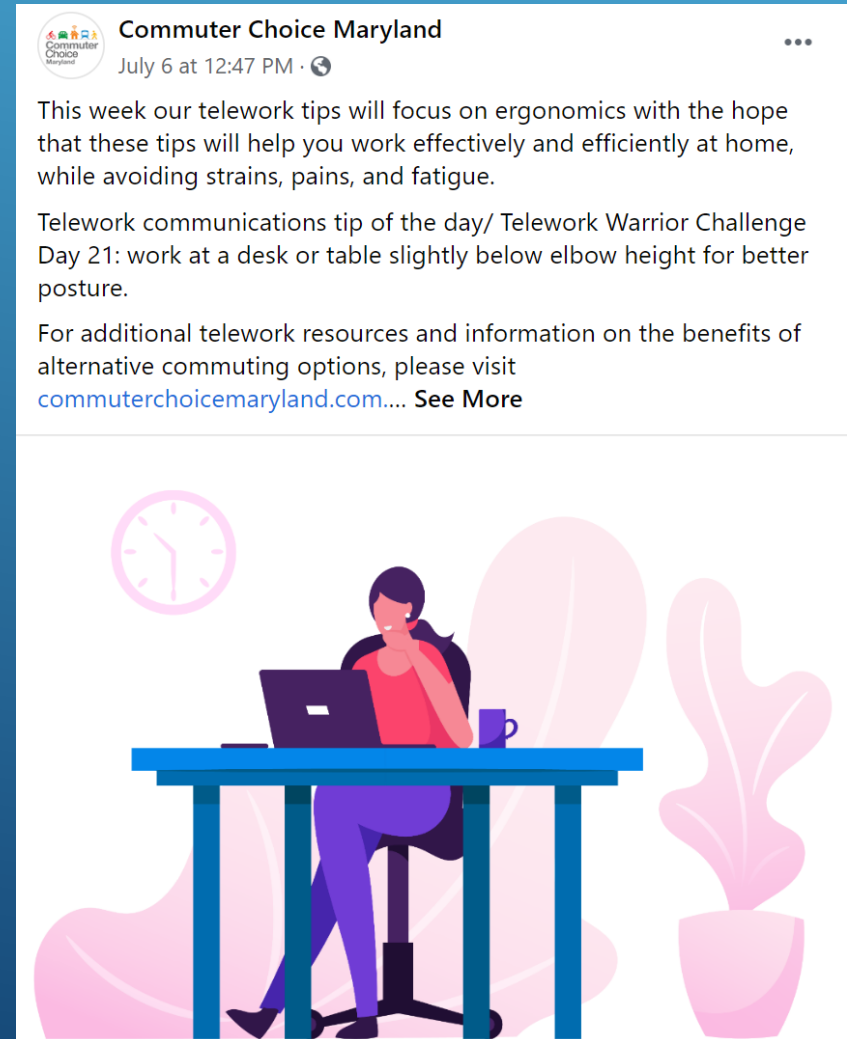 Commuter
Choice
Maryland
Commuter Choice Maryland
July 6 at 12:47 PM ·
This week our telework tips will focus on ergonomics with the hope
that these tips will help you work effectively and efficiently at home,
while avoiding strains, pains, and fatigue.
Telework communications tip of the day/ Telework Warrior Challenge
Day 21: work at a desk or table slightly below elbow height for better
posture.
For additional telework resources and information on the benefits of
alternative commuting options, please visit
commuterchoicemaryland.com.... See More